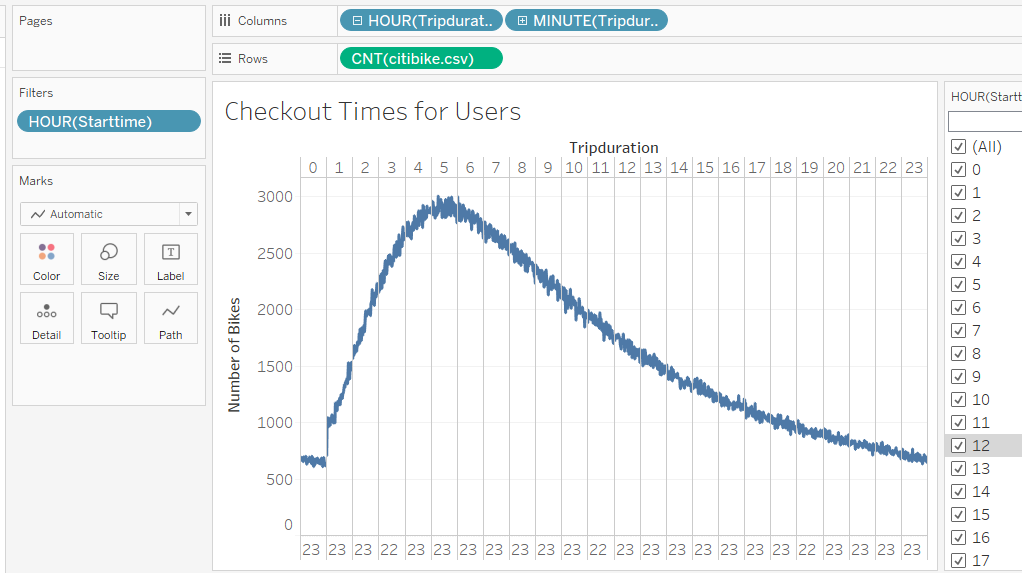 Pages
Columns
HOUR(Tripdurat..
MINUTE(Tripdur..
Rows
CNT(citibike.csv)
Filters
HOUR(Starttime)
Marks
Automatic
Color
Size
Label
Detail
Tooltip
Path
Checkout Times for Users
Tripduration
0 1 2 3 4 5 6 7 8 9 10 11 12 13 14 15 16 17 18 19 20 21 22 23
Number of Bikes
3000
2500
2000
1500
1000
500
0
23 23 23 22 23 23 23 23 23 23 23 22 23 23 23 23 23 23 23 22 23 23 23 23
HOUR(Startt
(All)
0
1
2
3
4
5
6
7
8
9
10
11
12
13
14
15
16
17